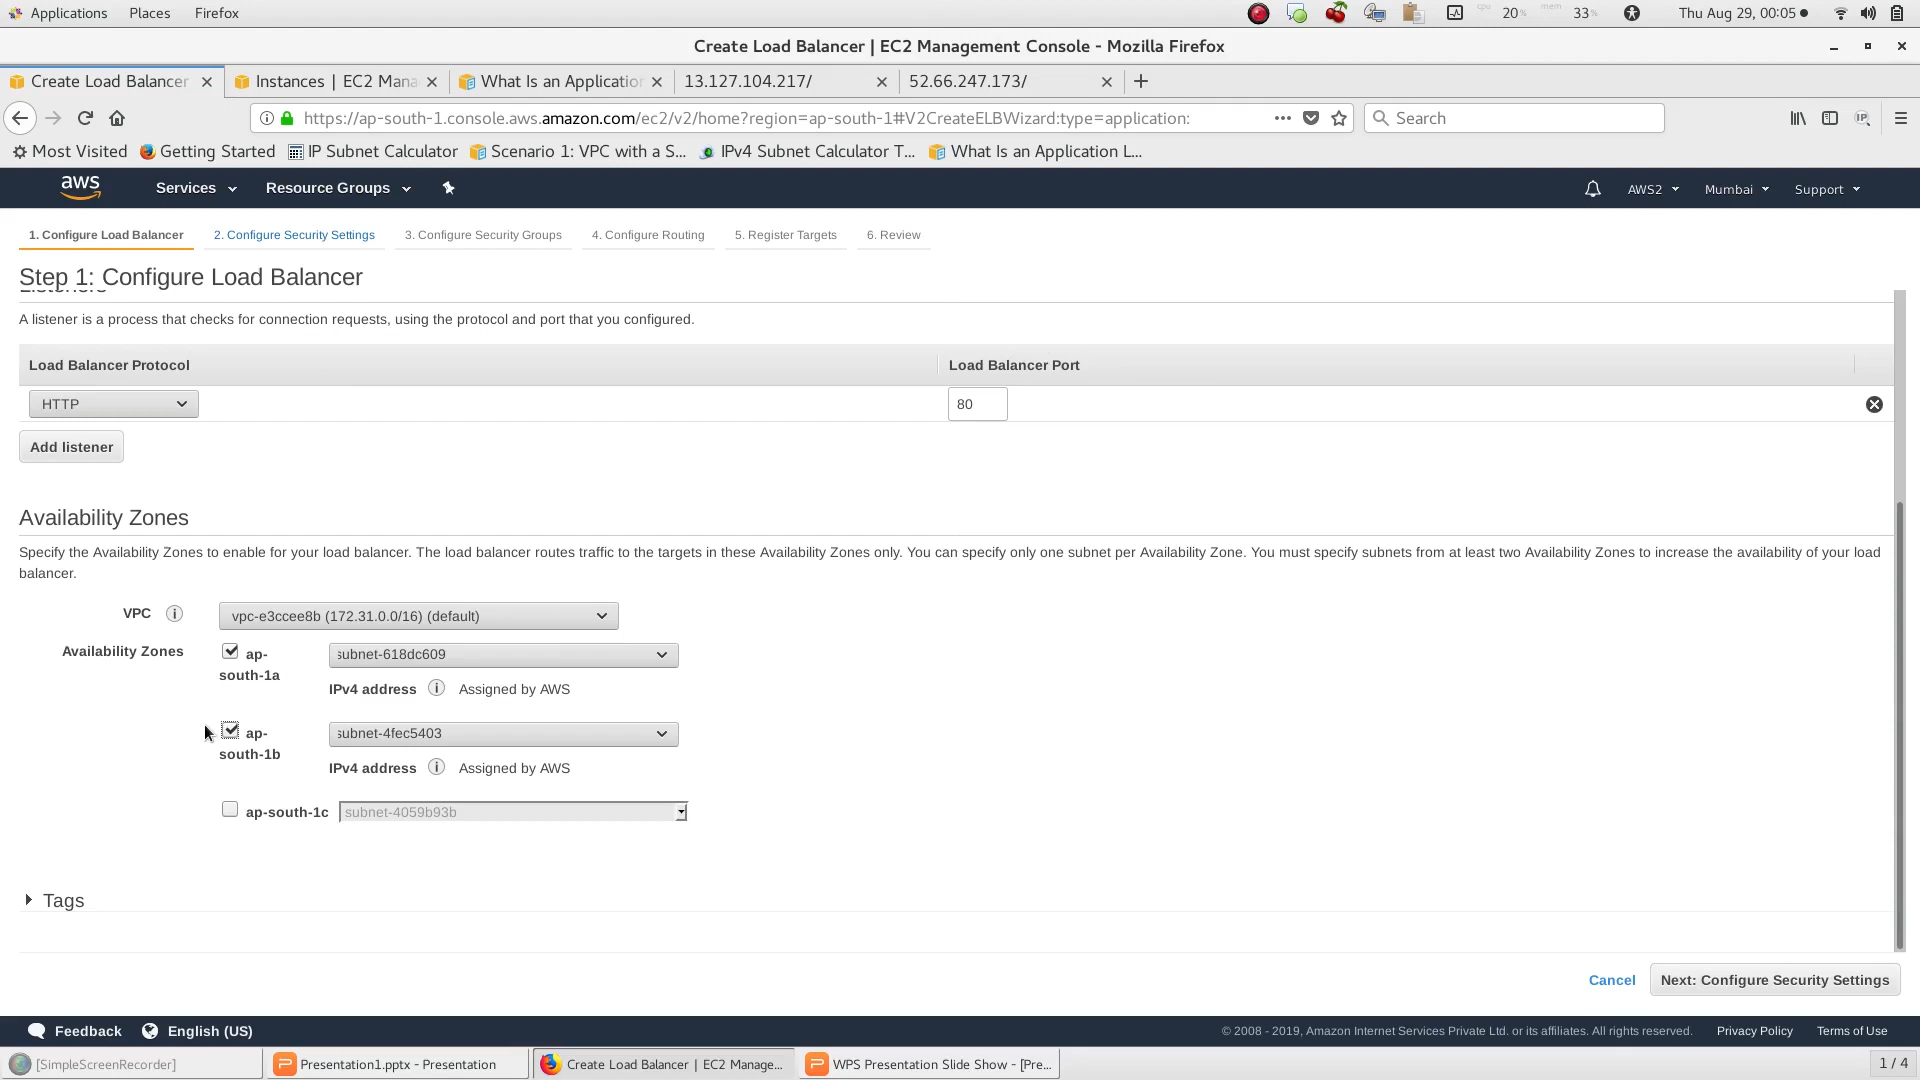 Applications Places Firefox cpu 20% mem 33% Thu Aug 29, 00:05
Create Load Balancer | EC2 Management Console - Mozilla Firefox
Create Load Balancer Instances | EC2 Mana What Is an Application 13.127.104.217/ 52.66.247.173/
https://ap-south-1.console.aws.amazon.com/ec2/v2/home?region=ap-south-1#V2CreateELBWizard:type=application: Search IP
Most Visited Getting Started IP Subnet Calculator Scenario 1: VPC with a S... IPv4 Subnet Calculator T... What Is an Application L...
aws Services Resource Groups AWS2 Mumbai Support
1. Configure Load Balancer 2. Configure Security Settings 3. Configure Security Groups 4. Configure Routing 5. Register Targets 6. Review
Step 1: Configure Load Balancer
Listeners
A listener is a process that checks for connection requests, using the protocol and port that you configured.
Load Balancer Protocol Load Balancer Port
HTTP 80
Add listener
Availability Zones
Specify the Availability Zones to enable for your load balancer. The load balancer routes traffic to the targets in these Availability Zones only. You can specify only one subnet per Availability Zone. You must specify subnets from at least two Availability Zones to increase the availability of your load
balancer.
VPC i vpc-e3ccee8b (172.31.0.0/16) (default)
Availability Zones ap- subnet-618dc609
south-1a
IPv4 address i Assigned by AWS
ap- subnet-4fec5403
south-1b
IPv4 address i Assigned by AWS
ap-south-1c subnet-4059b93b
Tags
Cancel Next: Configure Security Settings
Feedback English (US) © 2008 - 2019, Amazon Internet Services Private Ltd. or its affiliates. All rights reserved. Privacy Policy Terms of Use
[SimpleScreenRecorder] Presentation1.pptx - Presentation Create Load Balancer | EC2 Manage... WPS Presentation Slide Show - [Pre... 1 / 4